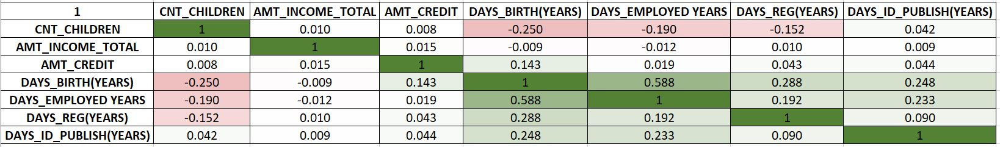 1 CNT_CHILDREN AMT_INCOME_TOTAL AMT_CREDIT DAYS_BIRTH(YEARS) DAYS_EMPLOYED YEARS DAYS_REG(YEARS) DAYS_ID_PUBLISH(YEARS)
CNT_CHILDREN 1 0.010 0.008 -0.250 -0.190 -0.152 0.042
AMT_INCOME_TOTAL 0.010 1 0.015 -0.009 -0.012 0.010 0.009
AMT_CREDIT 0.008 0.015 1 0.143 0.019 0.043 0.044
DAYS_BIRTH(YEARS) -0.250 -0.009 0.143 1 0.588 0.288 0.248
DAYS_EMPLOYED YEARS -0.190 -0.012 0.019 0.588 1 0.192 0.233
DAYS_REG(YEARS) -0.152 0.010 0.043 0.288 0.192 1 0.090
DAYS_ID_PUBLISH(YEARS) 0.042 0.009 0.044 0.248 0.233 0.090 1